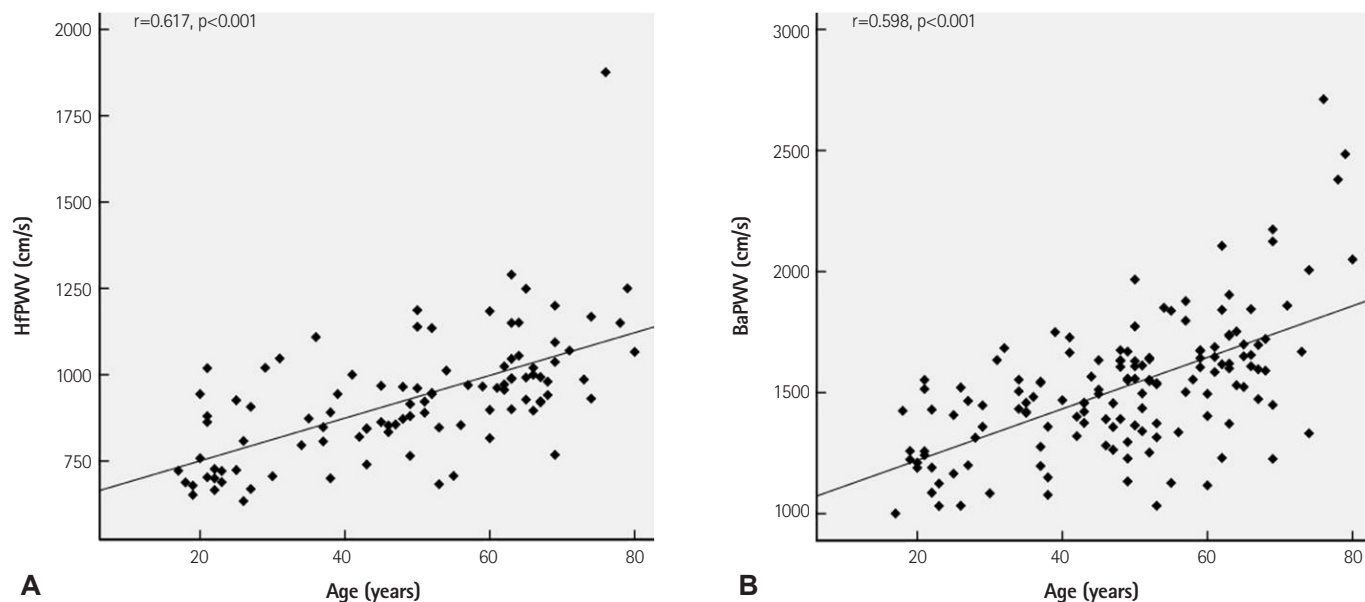 r=0.617, p<0.001
2000
1750
1500
1250
1000
750
HfPWV (cm/s)
20 40 60 80
A Age (years)
r=0.598, p<0.001
3000
2500
2000
1500
1000
BaPWV (cm/s)
20 40 60 80
B Age (years)